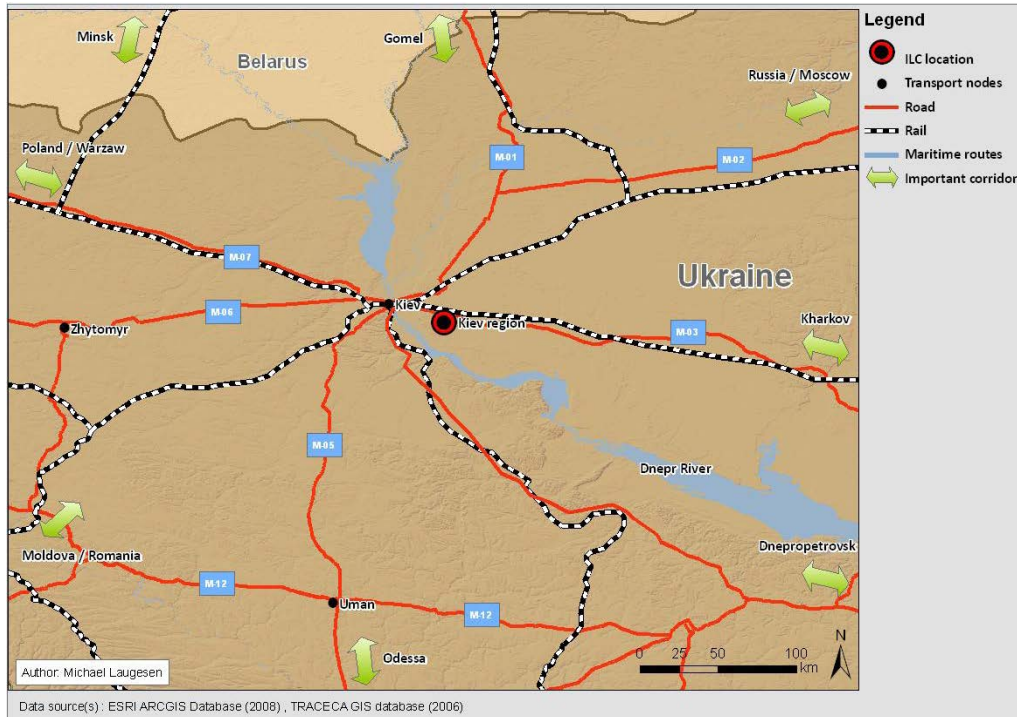 Minsk
Gomel
Belarus
Russia / Moscow
Poland / Warzaw
M-01
M-02
M-07
Ukraine
M-06
Kiev
Kiev region
Zhytomyr
M-03
Kharkov
M-05
Dnepr River
Moldova / Romania
Dnepropetrovsk
M-12
Uman
M-12
Odessa
N
0 25 50 100
km
Author: Michael Laugesen
Data source(s) : ESRI ARCGIS Database (2008) , TRACECA GIS database (2006)
Legend
ILC location
Transport nodes
Road
Rail
Maritime routes
Important corridor